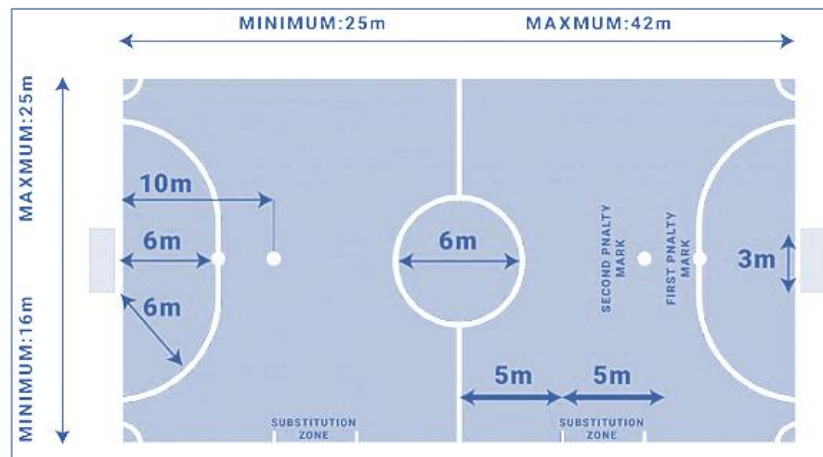 MINIMUM:25m
MAXMUM:42m
MAXMUM:25m
MINIMUM:16m
10m
6m
6m
6m
SECOND PNALTY
MARK
FIRST PNALTY
MARK
3m
5m
5m
SUBSTITUTION
ZONE
SUBSTITUTION
ZONE